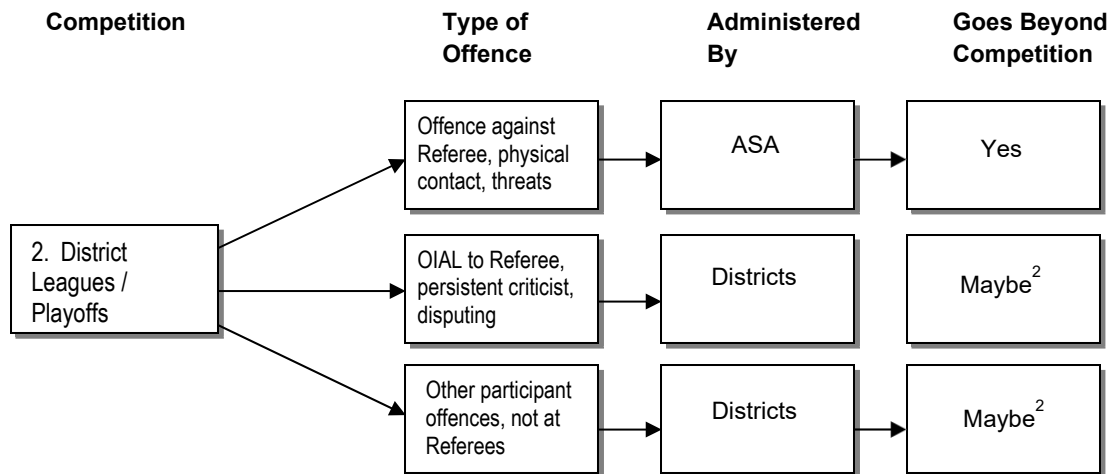 Competition
Type of
Offence
Administered
By
Goes Beyond
Competition
Offence against
Referee, physical
contact, threats
ASA
Yes
2. District
Leagues /
Playoffs
OIAL to Referee,
persistent criticist,
disputing
Districts
Maybe²
Other participant
offences, not at
Referees
Districts
Maybe²